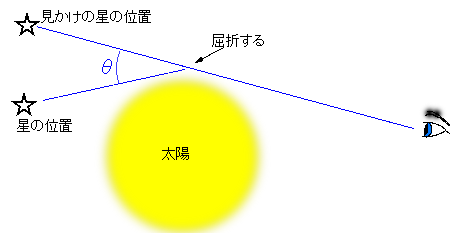 見かけの星の位置
屈折する
θ
星の位置
太陽